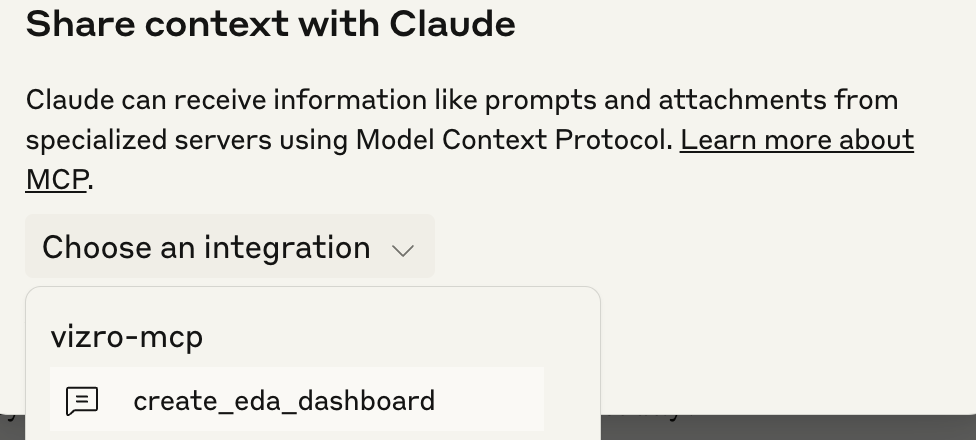 Share context with Claude
Claude can receive information like prompts and attachments from
specialized servers using Model Context Protocol. Learn more about
MCP.
Choose an integration
vizro-mcp
create_eda_dashboard